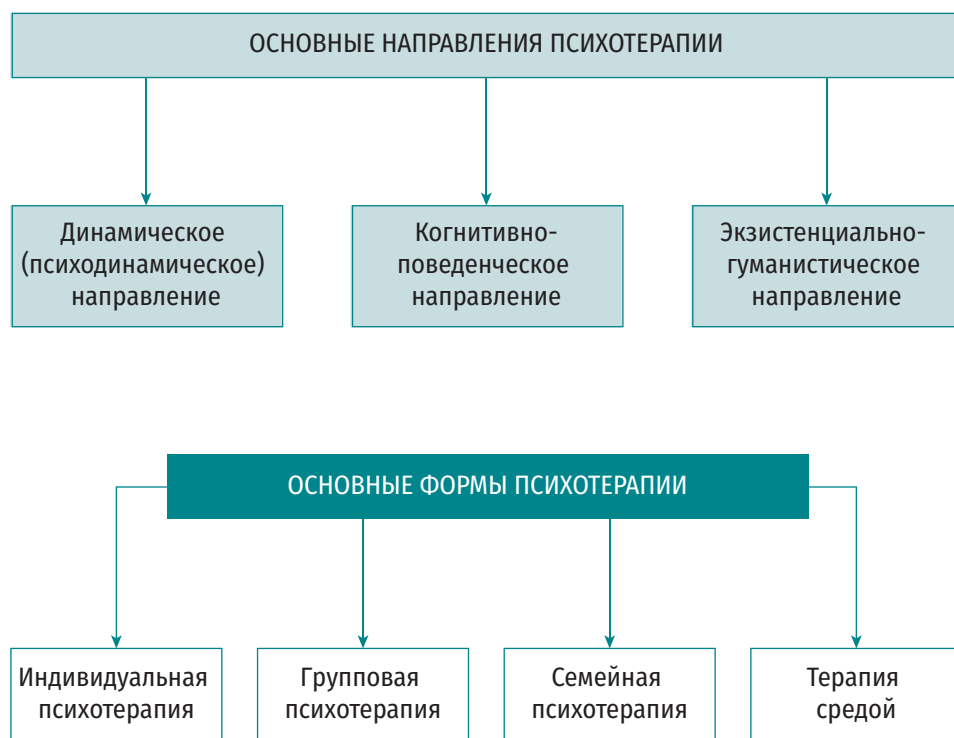 ОСНОВНЫЕ НАПРАВЛЕНИЯ ПСИХОТЕРАПИИ
Динамическое
(психодинамическое)
направление
Когнитивно-
поведенческое
направление
Экзистенциально-
гуманистическое
направление
ОСНОВНЫЕ ФОРМЫ ПСИХОТЕРАПИИ
Индивидуальная
психотерапия
Групповая
психотерапия
Семейная
психотерапия
Терапия
средой